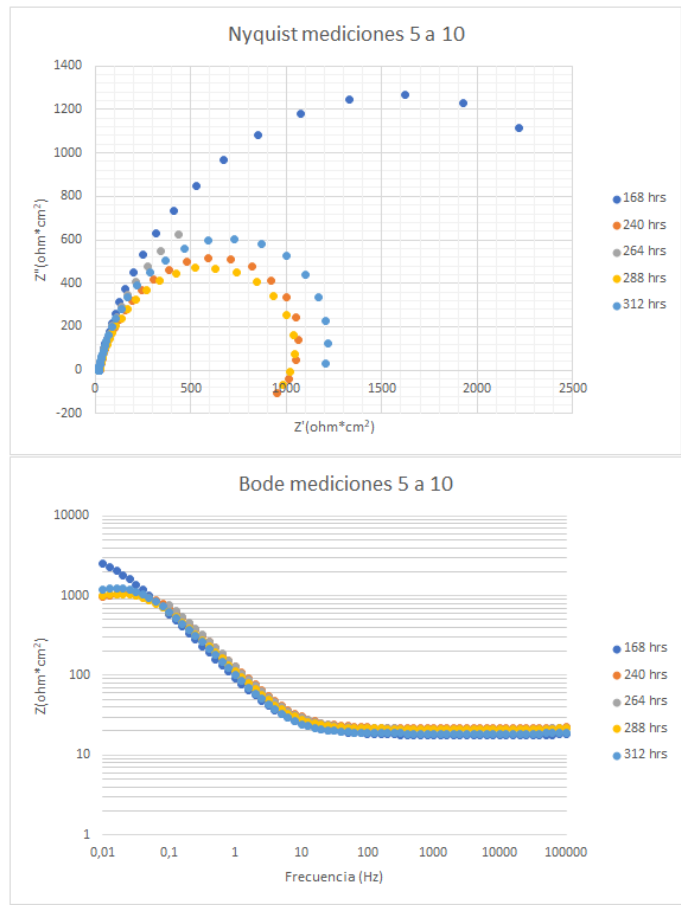 Nyquist mediciones 5 a 10
1400
1200
1000
800
600
400
200
0
-200
0
500
1000
1500
2000
2500
Z''(ohm*cm²)
Z'(ohm*cm²)
168 hrs
240 hrs
264 hrs
288 hrs
312 hrs
Bode mediciones 5 a 10
10000
1000
100
10
1
0,01
0,1
1
10
100
1000
10000
100000
Z(ohm*cm²)
Frecuencia (Hz)
168 hrs
240 hrs
264 hrs
288 hrs
312 hrs